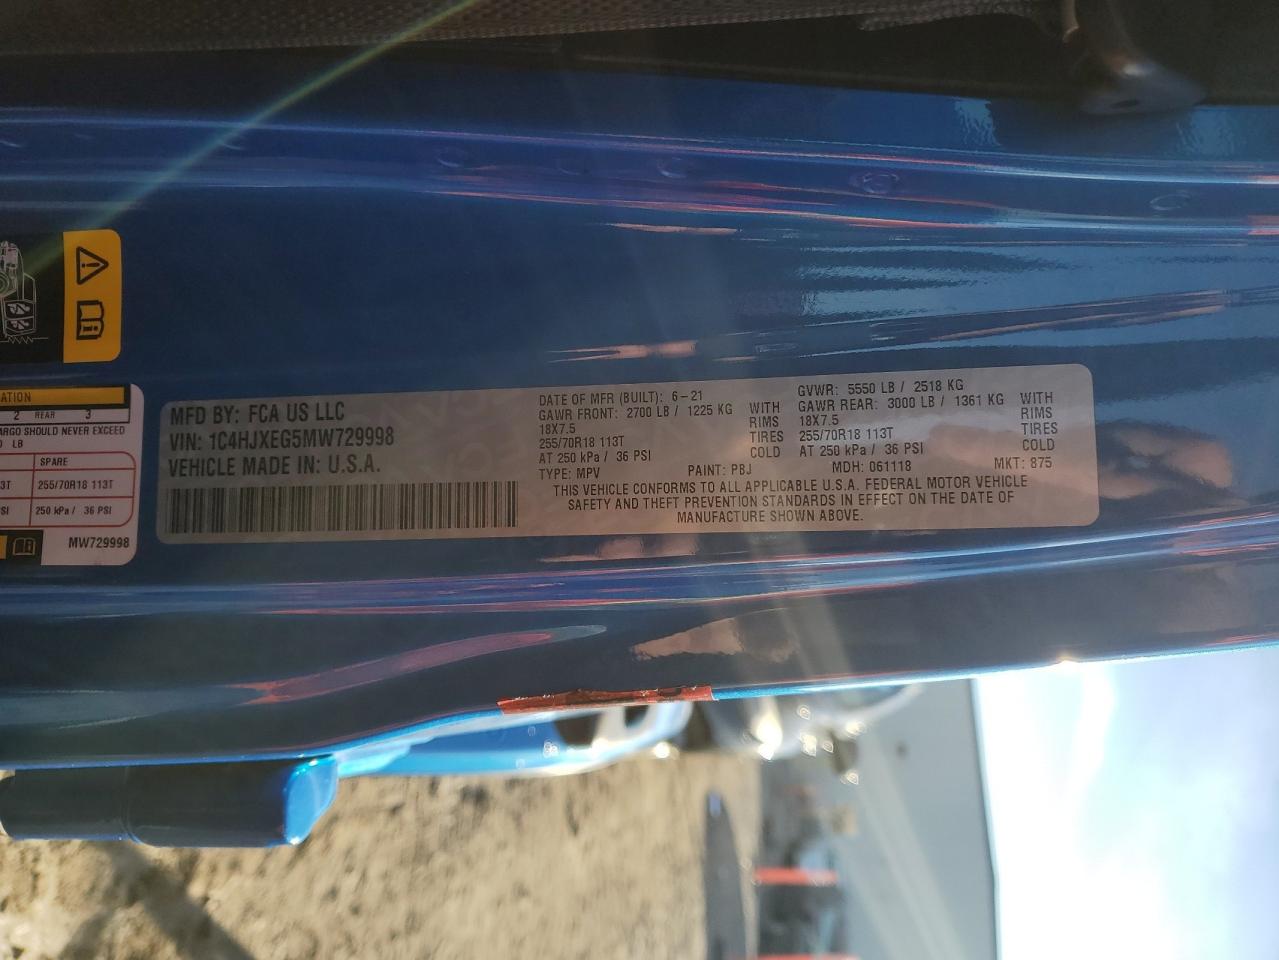 ATION
2 REAR 3
ARGO SHOULD NEVER EXCEED
0 LB
SPARE
3T 255/70R18 113T
SI 250 kPa / 36 PSI
MW729998
MFD BY: FCA US LLC
VIN: 1C4HJXEG5MW729998
VEHICLE MADE IN: U.S.A.
DATE OF MFR (BUILT): 6-21 GVWR: 5550 LB / 2518 KG
GAWR FRONT: 2700 LB / 1225 KG WITH GAWR REAR: 3000 LB / 1361 KG WITH
18X7.5 RIMS 18X7.5 RIMS
255/70R18 113T TIRES 255/70R18 113T TIRES
AT 250 kPa / 36 PSI COLD AT 250 kPa / 36 PSI COLD
TYPE: MPV PAINT: PBJ MDH: 061118 MKT: 875
THIS VEHICLE CONFORMS TO ALL APPLICABLE U.S.A. FEDERAL MOTOR VEHICLE
SAFETY AND THEFT PREVENTION STANDARDS IN EFFECT ON THE DATE OF
MANUFACTURE SHOWN ABOVE.